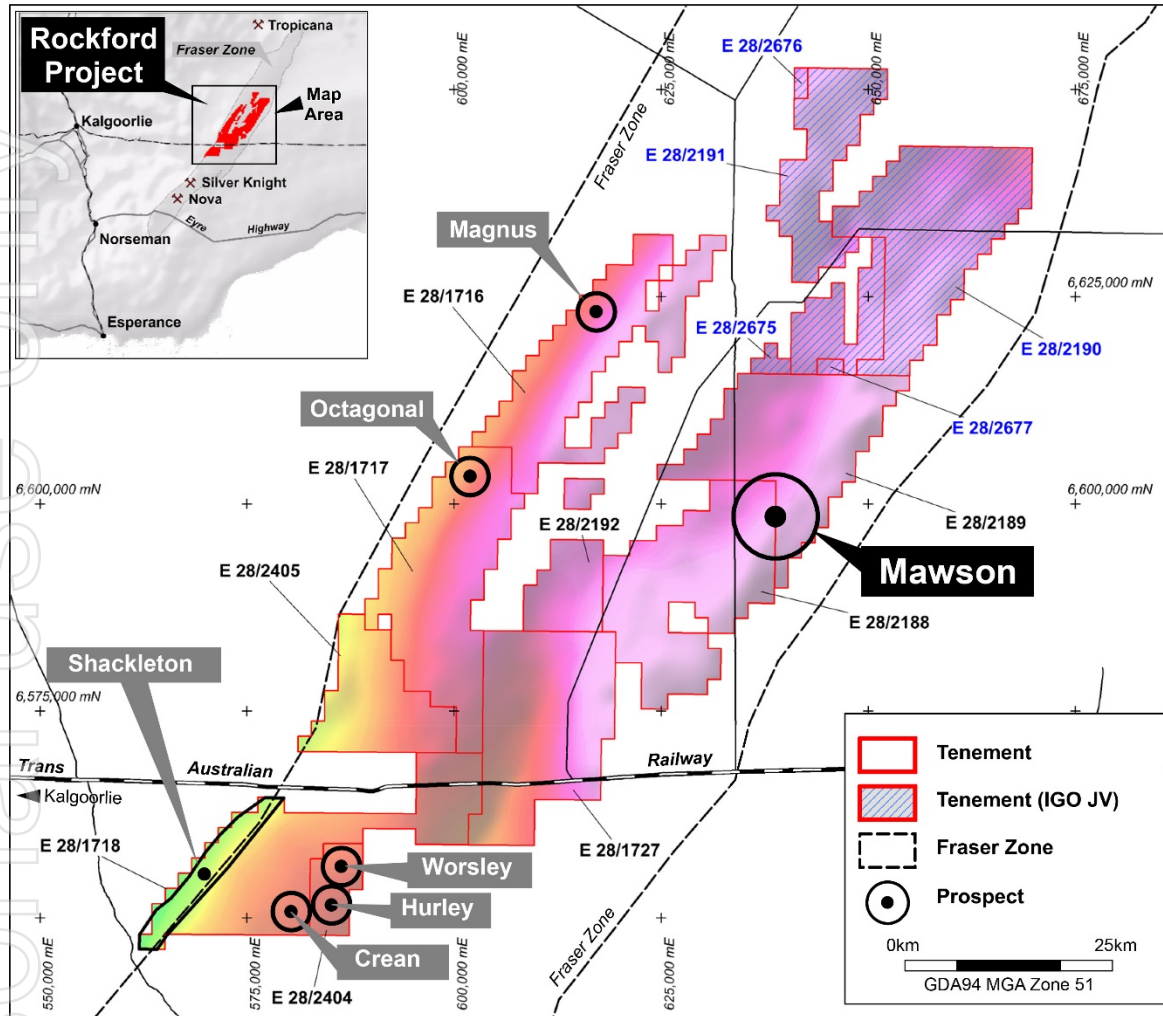 Rockford
Project
Tropicana
Fraser Zone
Map
Area
Kalgoorlie
Silver Knight
Nova
Norseman
Eyre
Highway
Esperance
600,000 mE
625,000 mE
650,000 mE
675,000 mE
E 28/2676
E 28/2191
Fraser Zone
Magnus
E 28/1716
6,625,000 mN
E 28/2675
E 28/2190
Octagonal
E 28/2677
E 28/1717
6,600,000 mN
6,600,000 mN
E 28/2192
E 28/2189
E 28/2405
Mawson
E 28/2188
Shackleton
6,575,000 mN
6,575,000 mN
Trans
Australian
Railway
Kalgoorlie
E 28/1718
E 28/1727
Worsley
Hurley
Crean
E 28/2404
Fraser Zone
550,000 mE
575,000 mE
600,000 mE
625,000 mE
Tenement
Tenement (IGO JV)
Fraser Zone
Prospect
0km
25km
GDA94 MGA Zone 51